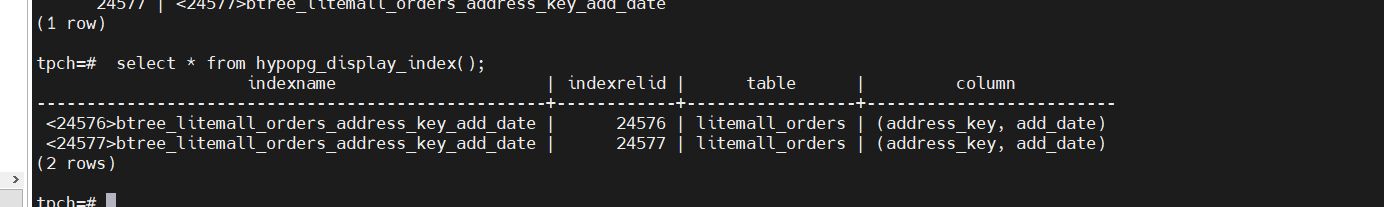 24577 | <24577>btree_litemall_orders_address_key_add_date
(1 row)
tpch=#  select * from hypopg_display_index();
                     indexname                     | indexrelid |      table      |         column
---------------------------------------------------+------------+-----------------+-------------------------
 <24576>btree_litemall_orders_address_key_add_date |      24576 | litemall_orders | (address_key, add_date)
 <24577>btree_litemall_orders_address_key_add_date |      24577 | litemall_orders | (address_key, add_date)
(2 rows)
tpch=#